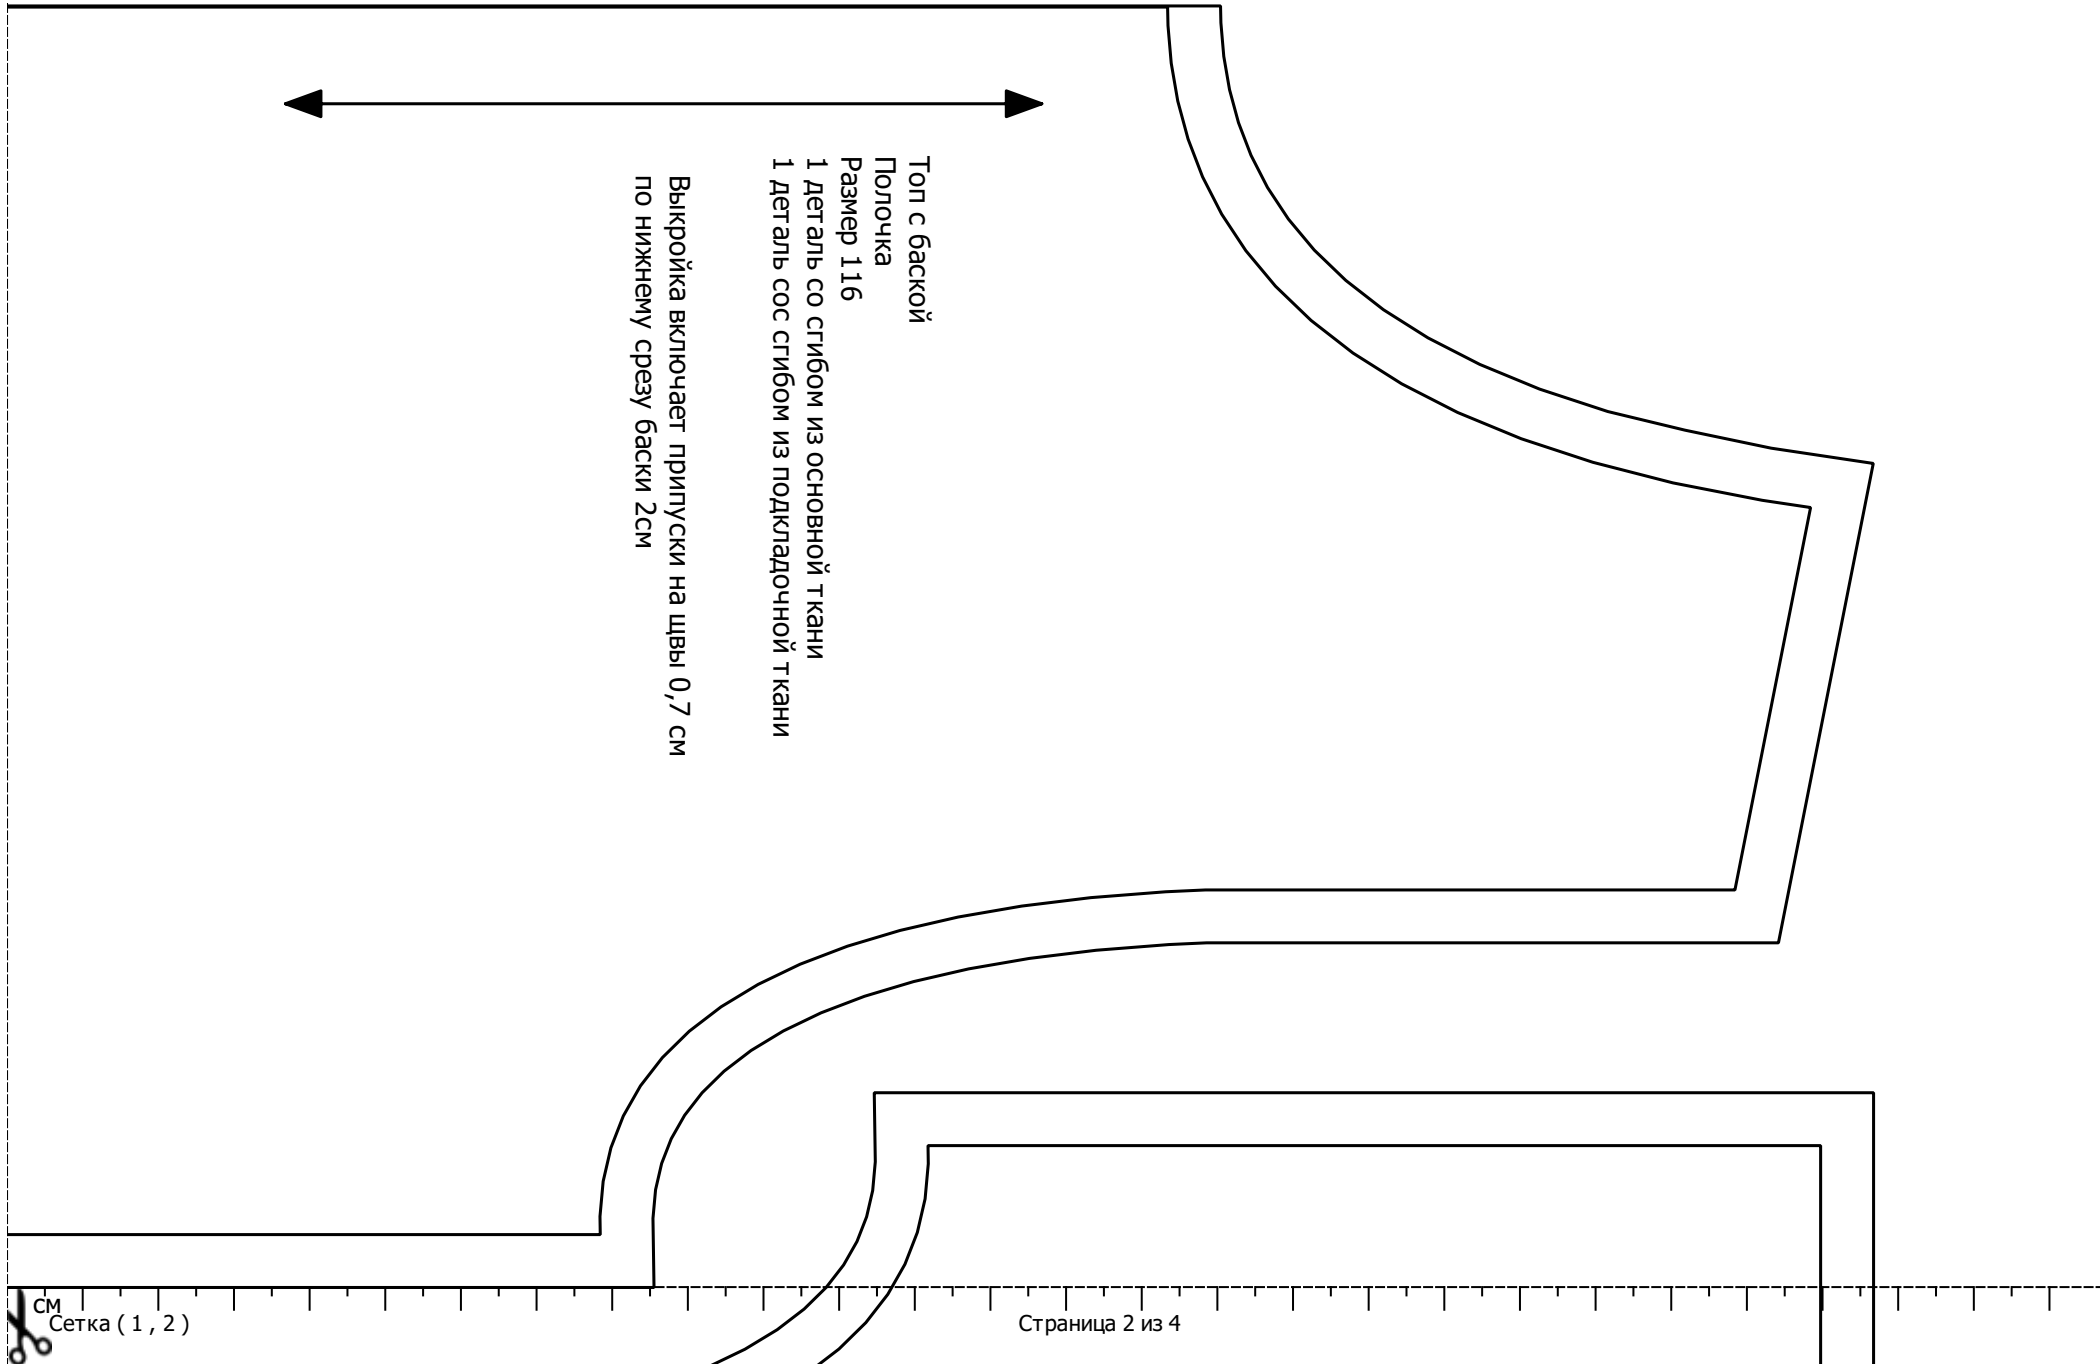 Топ с баской
Полочка
Размер 116
1 деталь со сгибом из основной ткани
1 деталь сос сгибом из подкладочной ткани
Выкройка включает припуски на щвы 0,7 см
по нижнему срезу баски 2см
см
Сетка ( 1 , 2 )
Страница 2 из 4